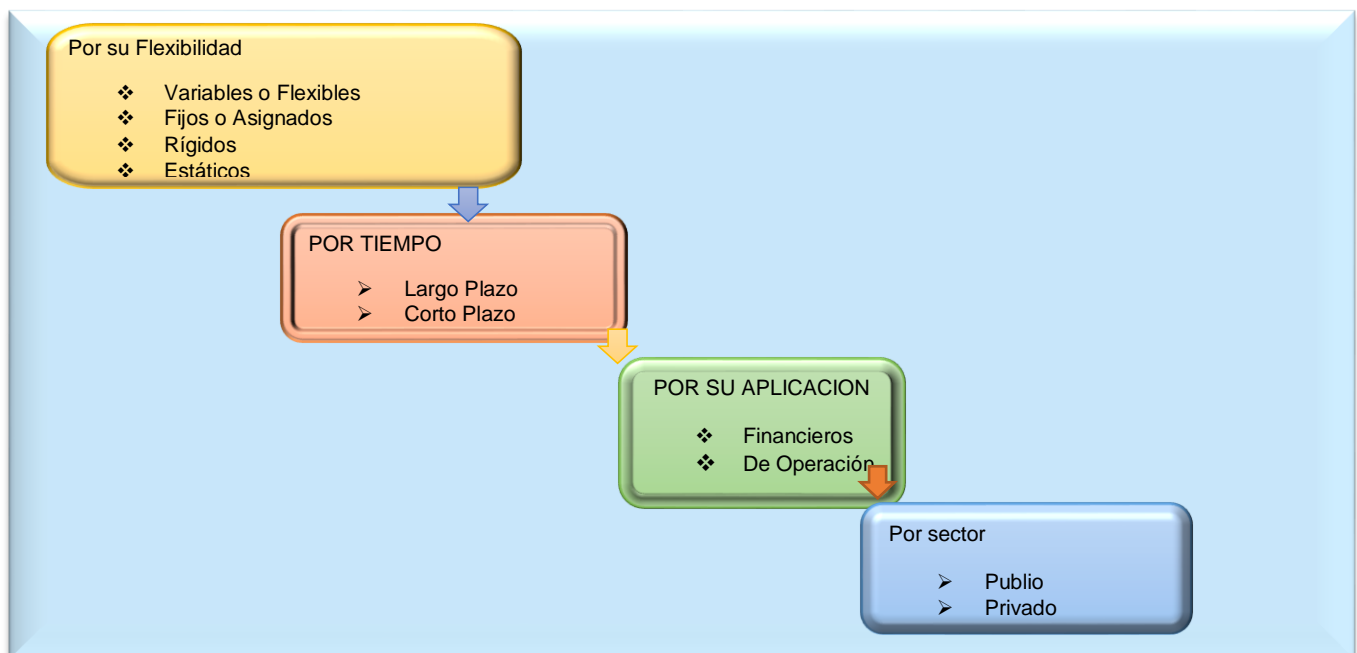 Por su Flexibilidad
❖ Variables o Flexibles
❖ Fijos o Asignados
❖ Rígidos
❖ Estáticos
POR TIEMPO
➢ Largo Plazo
➢ Corto Plazo
POR SU APLICACION
❖ Financieros
❖ De Operación
Por sector
➢ Publio
➢ Privado